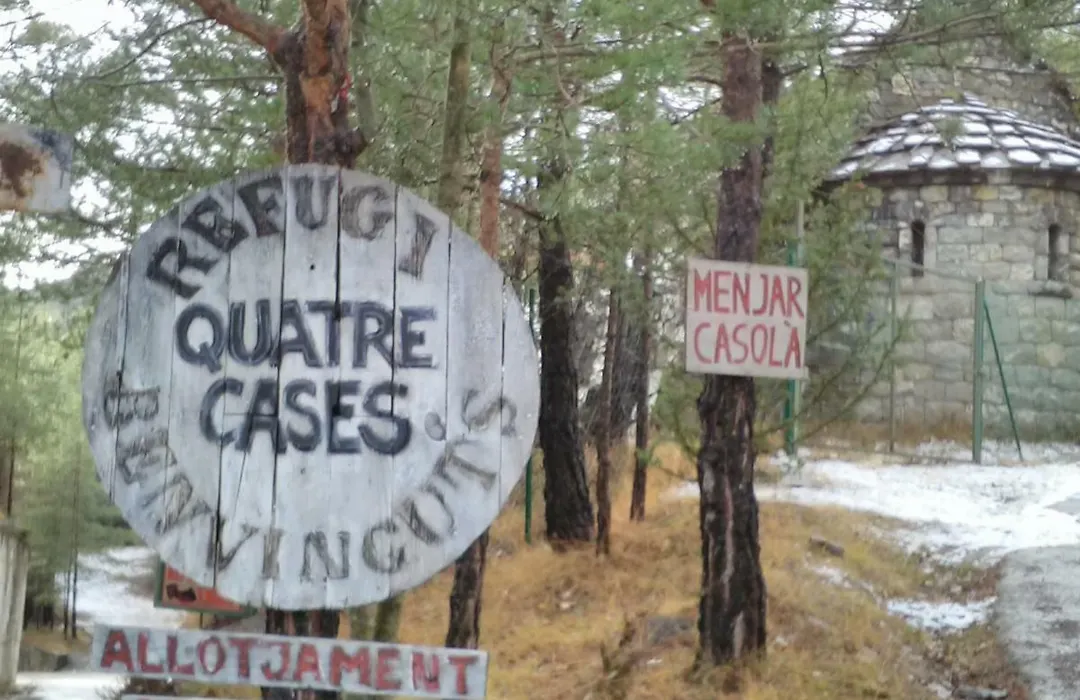 REFUGI
QUATRE
CASES
BENVINGUTS
MENJAR
CASOLÀ
ALLOTJAMENT